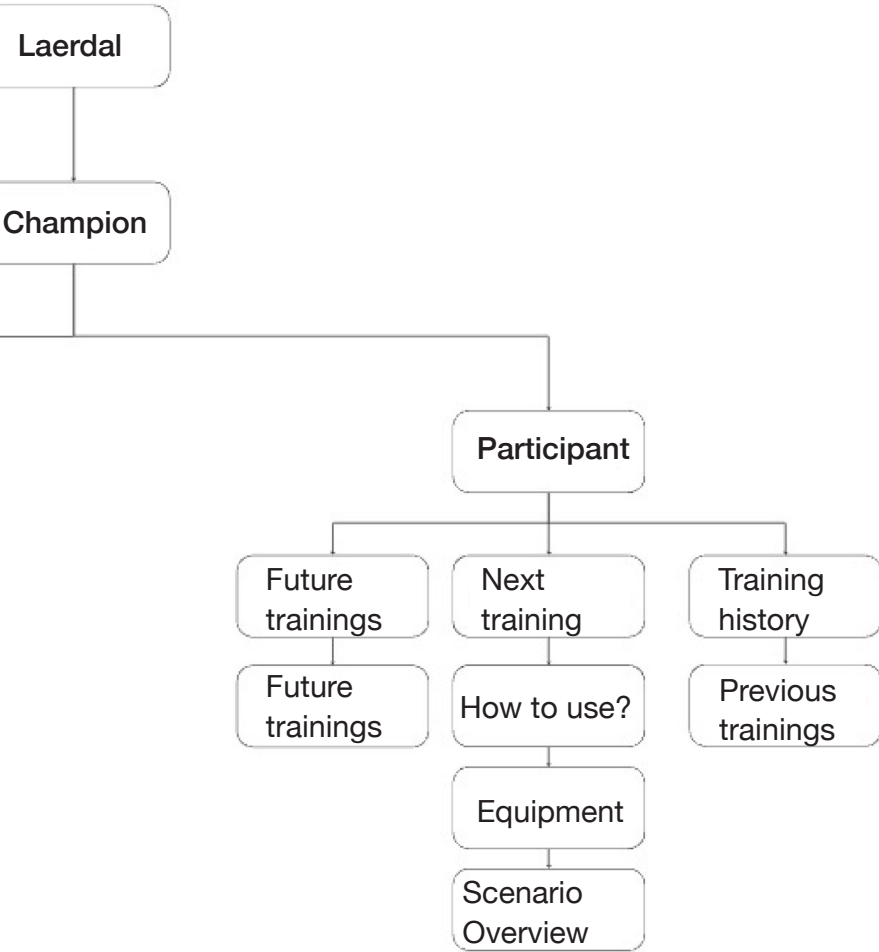 Laerdal
Champion
Participant
Future
trainings
Next
training
Training
history
Future
trainings
How to use?
Previous
trainings
Equipment
Scenario
Overview